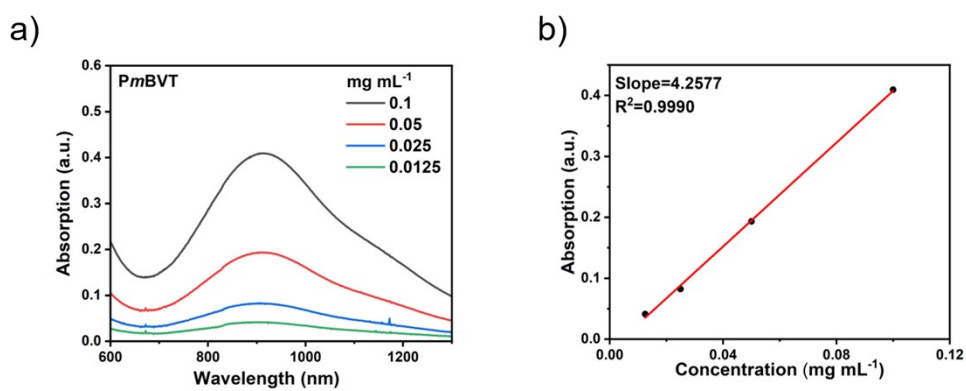 a)
PmBVT
mg mL⁻¹
0.1
0.05
0.025
0.0125
0.6
0.5
0.4
0.3
0.2
0.1
0.0
Absorption (a.u.)
600 800 1000 1200
Wavelength (nm)
b)
Slope=4.2577
R²=0.9990
0.4
0.3
0.2
0.1
0.0
Absorption (a.u.)
0.00 0.04 0.08 0.12
Concentration (mg mL⁻¹)